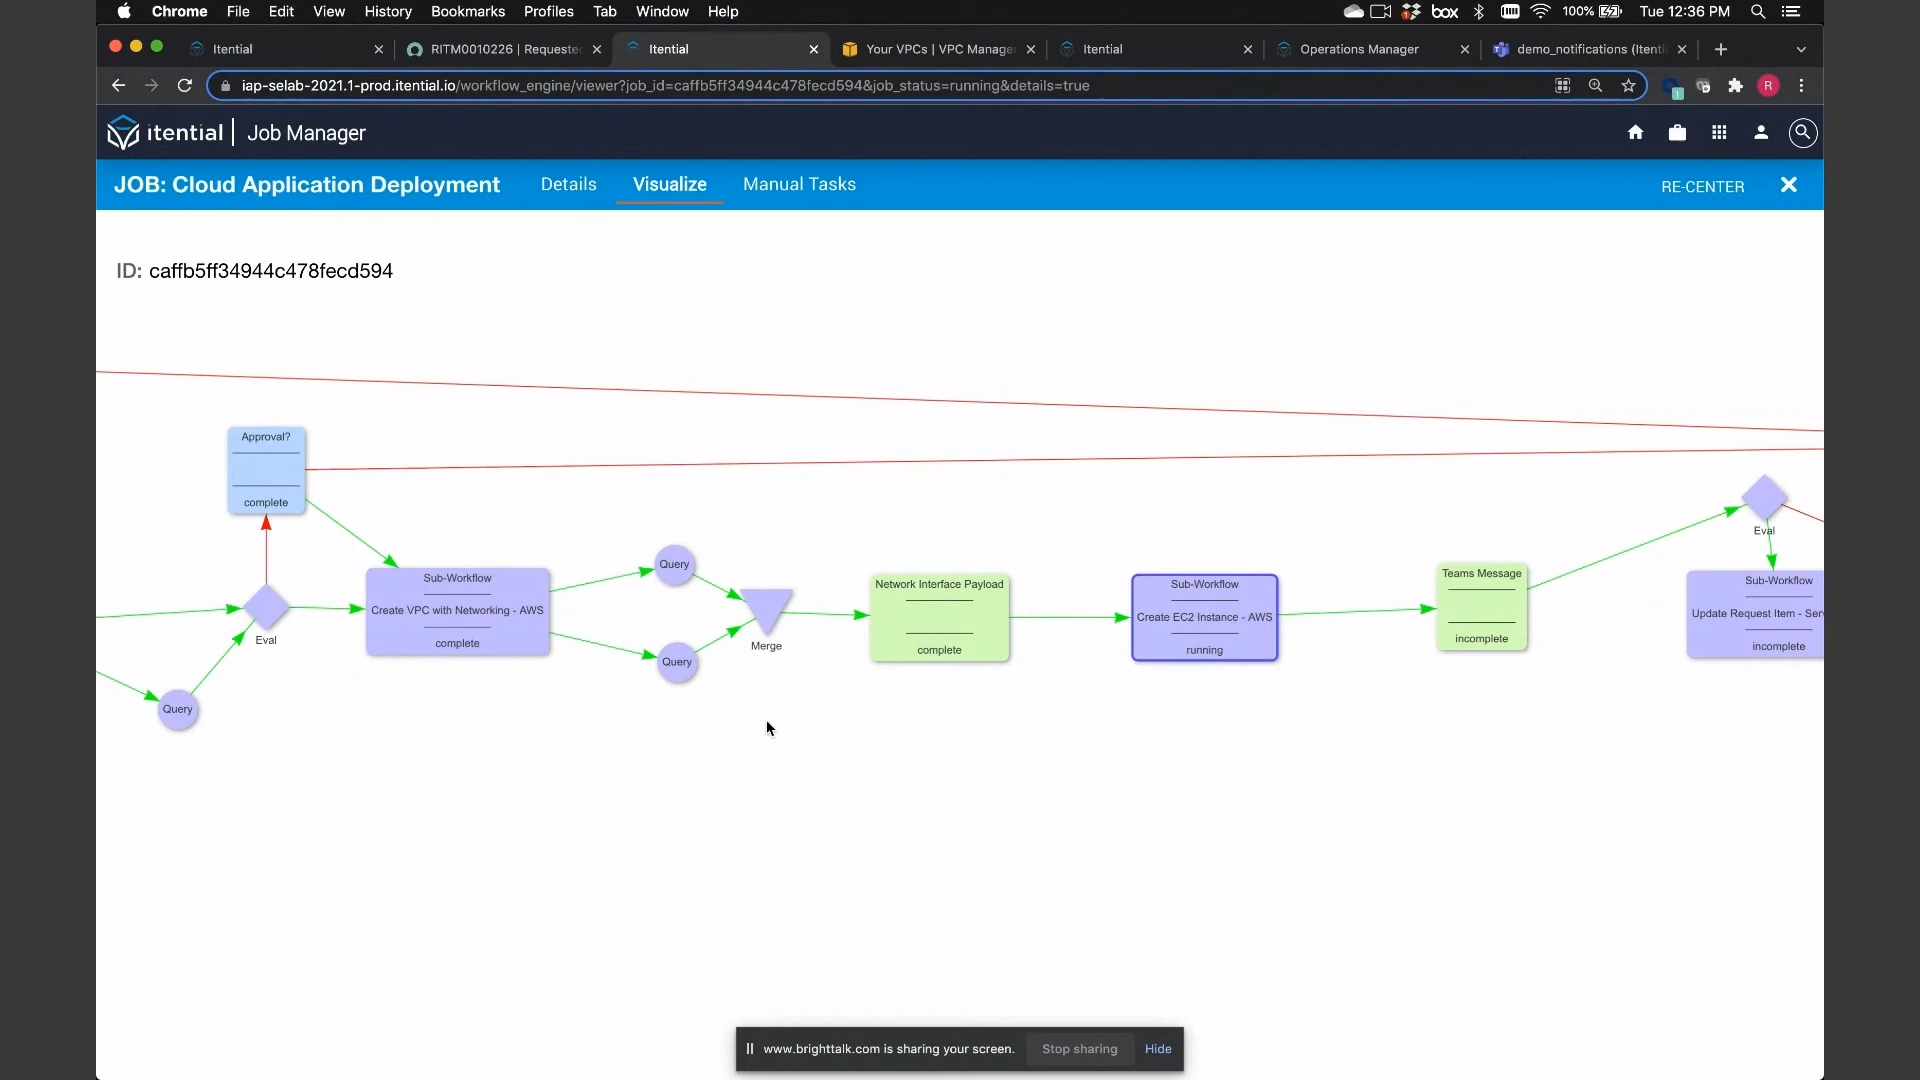 Chrome File Edit View History Bookmarks Profiles Tab Window Help box 100% Tue 12:36 PM
Itential RITM0010226 | Requeste Itential Your VPCs | VPC Manage Itential Operations Manager demo_notifications (Itenti
iap-selab-2021.1-prod.itential.io/workflow_engine/viewer?job_id=caffb5ff34944c478fecd594&job_status=running&details=true R
itential | Job Manager
JOB: Cloud Application Deployment Details Visualize Manual Tasks RE-CENTER
ID: caffb5ff34944c478fecd594
Approval?
complete
Eval
Query
Sub-Workflow
Create VPC with Networking - AWS
complete
Query
Query
Merge
Network Interface Payload
complete
Sub-Workflow
Create EC2 Instance - AWS
running
Teams Message
incomplete
Eval
Sub-Workflow
Update Request Item - Ser
incomplete
www.brighttalk.com is sharing your screen. Stop sharing Hide